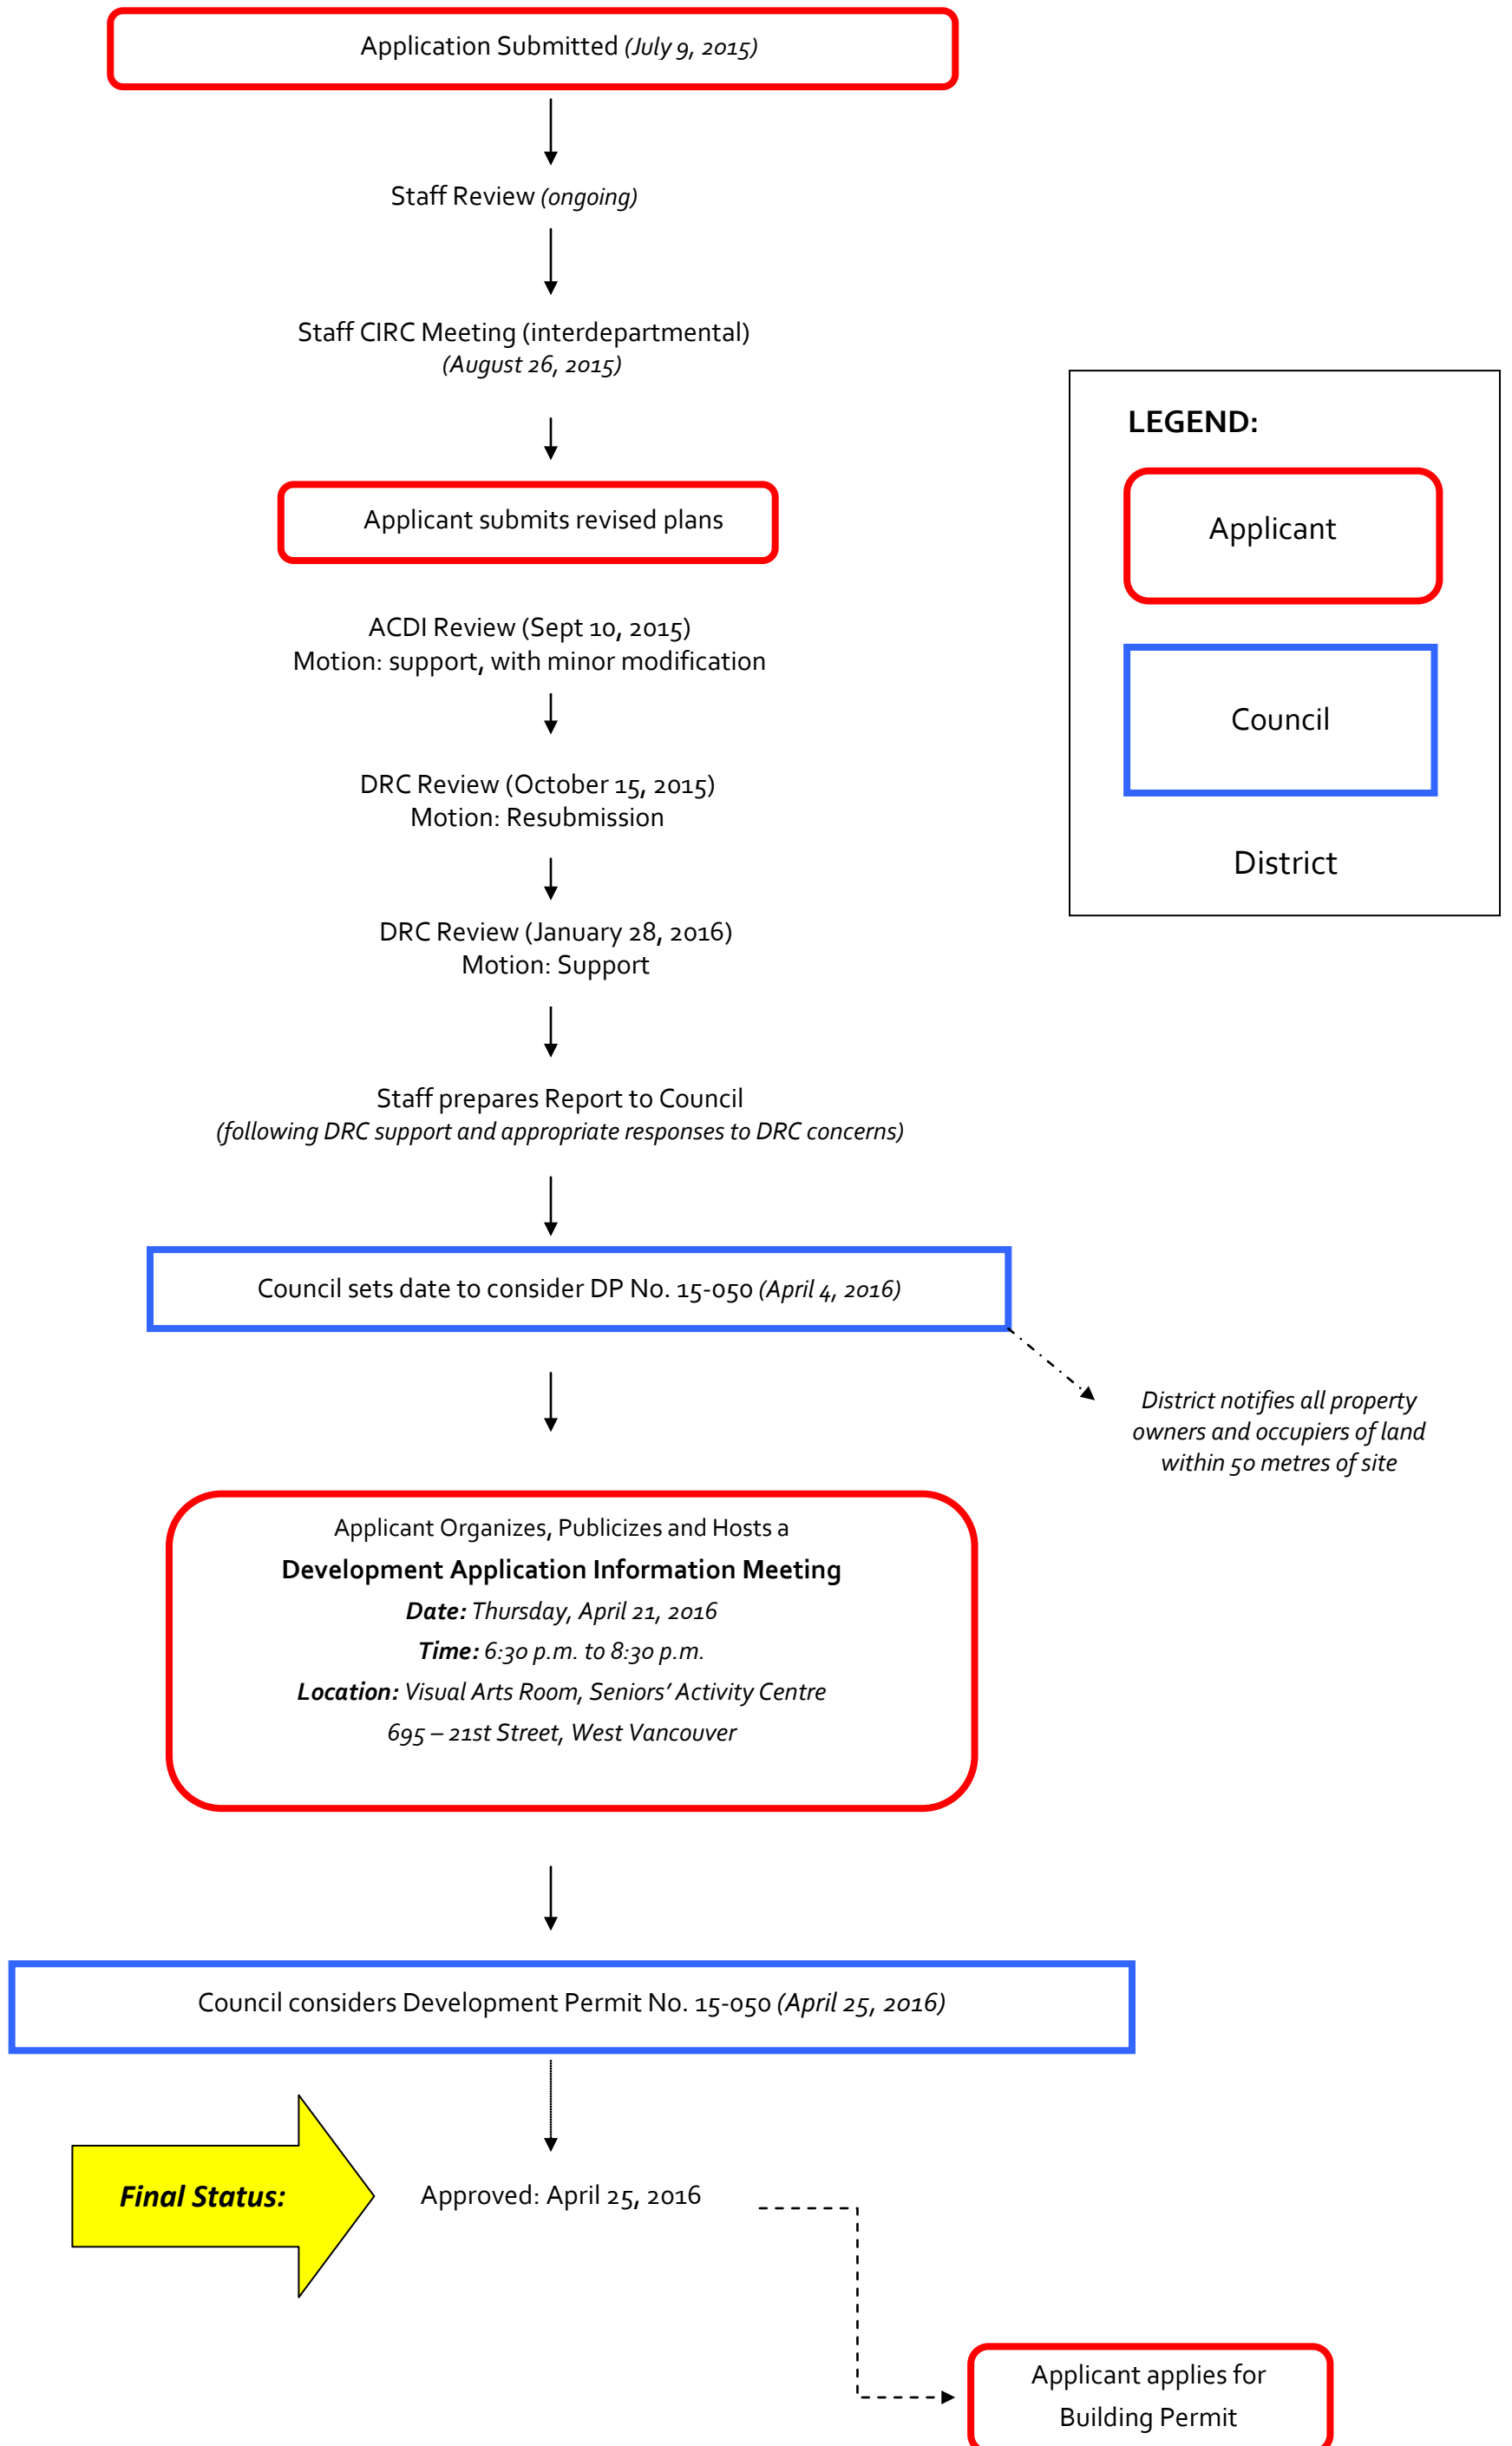 Application Submitted (July 9, 2015)
Staff Review (ongoing)
Staff CIRC Meeting (interdepartmental)
(August 26, 2015)
LEGEND:
Applicant
Council
District
Applicant submits revised plans
ACDI Review (Sept 10, 2015)
Motion: support, with minor modification
DRC Review (October 15, 2015)
Motion: Resubmission
DRC Review (January 28, 2016)
Motion: Support
Staff prepares Report to Council
(following DRC support and appropriate responses to DRC concerns)
Council sets date to consider DP No. 15-050 (April 4, 2016)
District notifies all property
owners and occupiers of land
within 50 metres of site
Applicant Organizes, Publicizes and Hosts a
Development Application Information Meeting
Date: Thursday, April 21, 2016
Time: 6:30 p.m. to 8:30 p.m.
Location: Visual Arts Room, Seniors’ Activity Centre
695 – 21st Street, West Vancouver
Council considers Development Permit No. 15-050 (April 25, 2016)
Final Status:
Approved: April 25, 2016
Applicant applies for
Building Permit